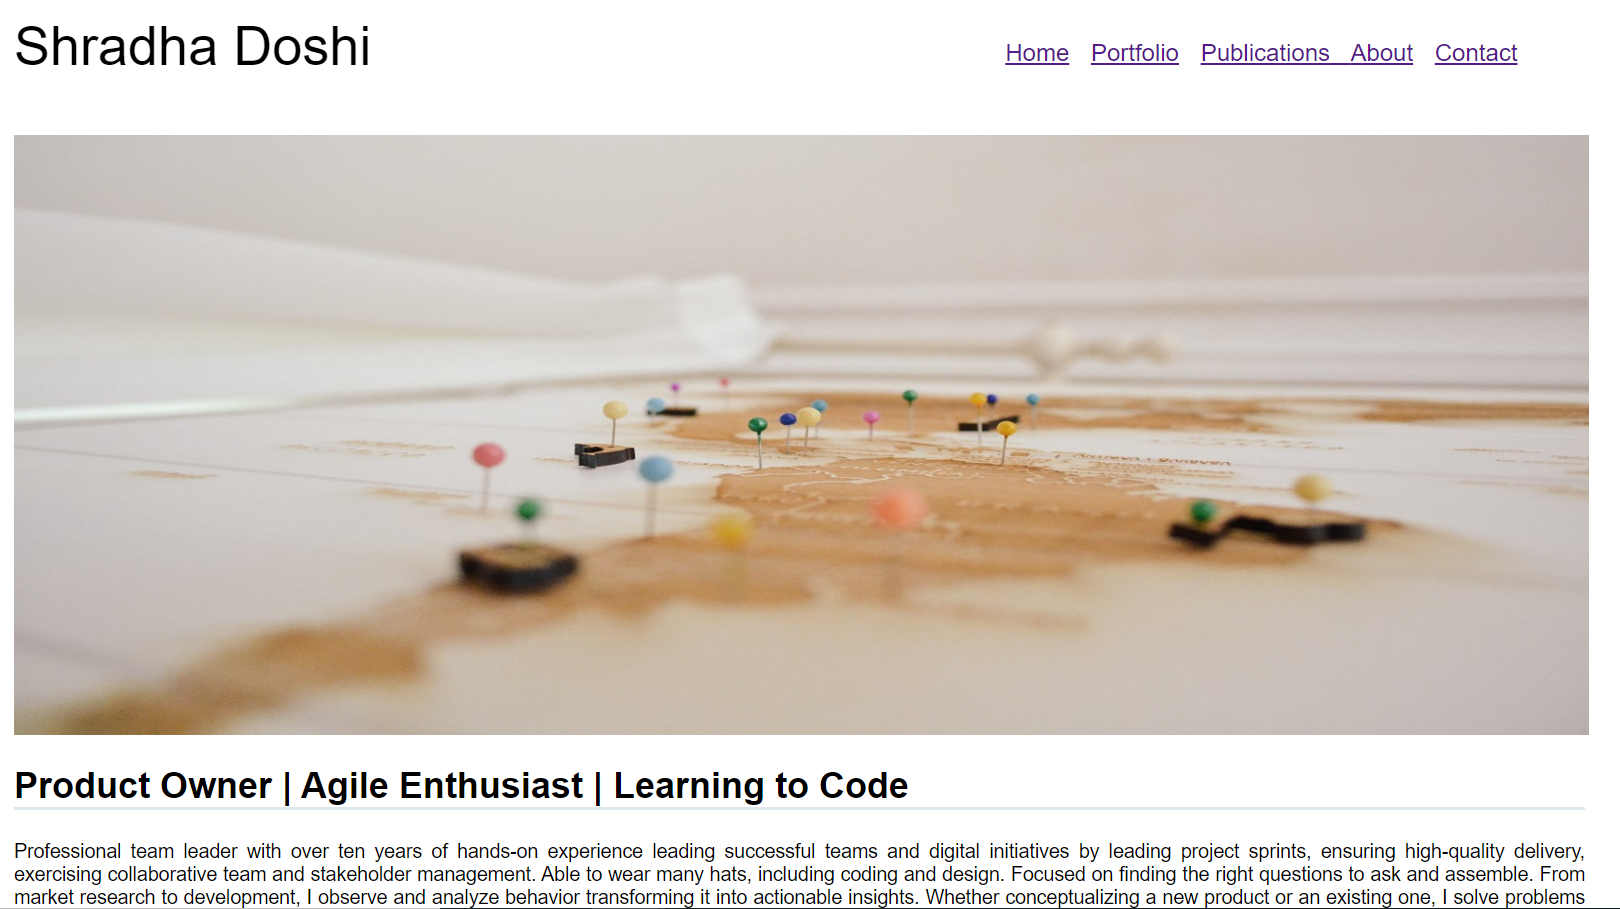 Shradha Doshi
Home Portfolio Publications About Contact
Product Owner | Agile Enthusiast | Learning to Code
Professional team leader with over ten years of hands-on experience leading successful teams and digital initiatives by leading project sprints, ensuring high-quality delivery,
exercising collaborative team and stakeholder management. Able to wear many hats, including coding and design. Focused on finding the right questions to ask and assemble. From
market research to development, I observe and analyze behavior transforming it into actionable insights. Whether conceptualizing a new product or an existing one, I solve problems